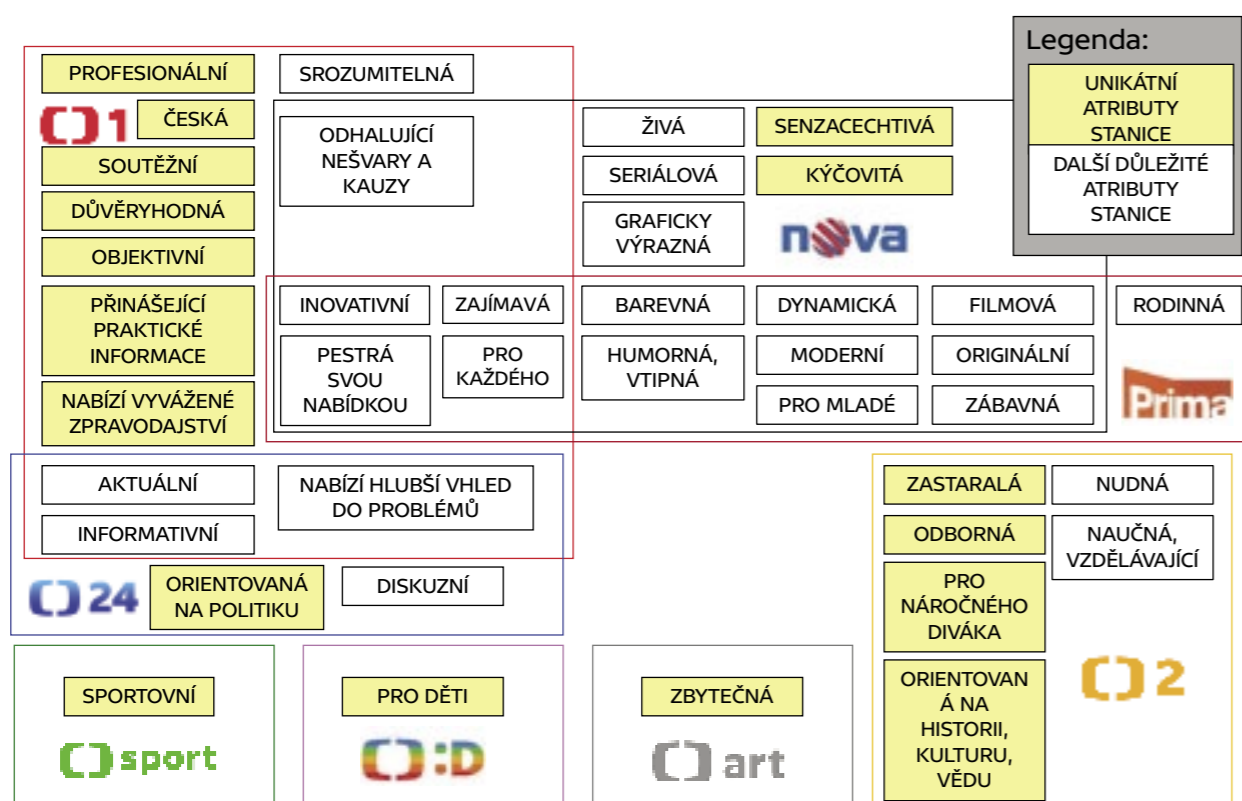 Legenda:
UNIKÁTNÍ
ATRIBUTY
STANICE
DALŠÍ DŮLEŽITÉ
ATRIBUTY
STANICE
PROFESIONÁLNÍ
SROZUMITELNÁ
1
ČESKÁ
SOUTĚŽNÍ
DŮVĚRYHODNÁ
OBJEKTIVNÍ
PŘINÁŠEJÍCÍ
PRAKTICKÉ
INFORMACE
NABÍZÍ VYVÁŽENÉ
ZPRAVODAJSTVÍ
ODHALUJÍCÍ
NEŠVARY A
KAUZY
ŽIVÁ
SENZACECHTIVÁ
SERIÁLOVÁ
KÝČOVITÁ
GRAFICKY
VÝRAZNÁ
nova
INOVATIVNÍ
ZAJÍMAVÁ
BAREVNÁ
DYNAMICKÁ
FILMOVÁ
RODINNÁ
PESTRÁ
SVOU
NABÍDKOU
PRO
KAŽDÉHO
HUMORNÁ,
VTIPNÁ
MODERNÍ
ORIGINÁLNÍ
PRO MLADÉ
ZÁBAVNÁ
Prima
AKTUÁLNÍ
INFORMATIVNÍ
NABÍZÍ HLUBŠÍ VHLED
DO PROBLÉMŮ
24
ORIENTOVANÁ
NA POLITIKU
DISKUZNÍ
ZASTARALÁ
NUDNÁ
ODBORNÁ
NAUČNÁ,
VZDĚLÁVAJÍCÍ
PRO
NÁROČNÉHO
DIVÁKA
ORIENTOVAN
Á NA
HISTORII,
KULTURU,
VĚDU
2
SPORTOVNÍ
sport
PRO DĚTI
:D
ZBYTEČNÁ
art